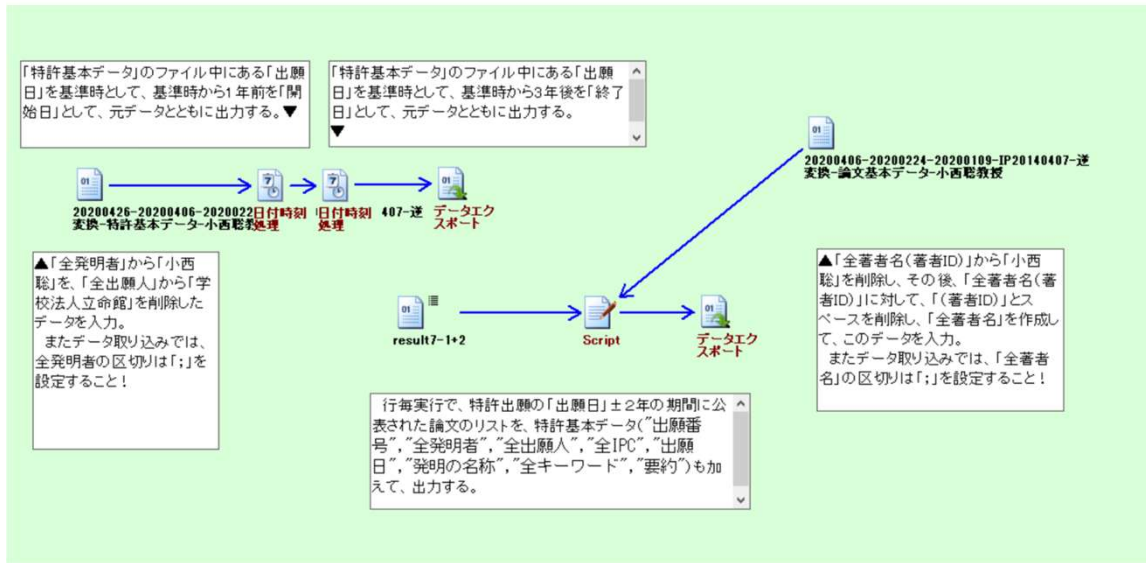 「特許基本データ」のファイル中にある「出願
日」を基準時として、基準時から1年前を「開
始日」として、元データとともに出力する。▼
「特許基本データ」のファイル中にある「出願
日」を基準時として、基準時から3年後を「終了
日」として、元データとともに出力する。
▼
20200406-20200224-20200109-IP20140407-逆
変換-論文基本データ-小西聡教授
20200426-20200406-2020022
変換-特許基本データ-小西聡
日付時刻
処理
日付時刻
処理
407-逆
データエク
スポート
▲「全発明者」から「小西
聡」を、「全出願人」から「学
校法人立命館」を削除した
データを入力。
またデータ取り込みでは、
全発明者の区切りは「;」を
設定すること!
result7-1+2
Script
データエク
スポート
▲「全著者名(著者ID)」から「小西
聡」を削除し、その後、「全著者名(著
者ID)」に対して、「(著者ID)」とス
ペースを削除し、「全著者名」を作成し
て、このデータを入力。
またデータ取り込みでは、「全著者
名」の区切りは「;」を設定すること!
行毎実行で、特許出願の「出願日」±2年の期間に公
表された論文のリストを、特許基本データ("出願番
号","全発明者","全出願人","全IPC","出願
日","発明の名称","全キーワード","要約")も加
えて、出力する。